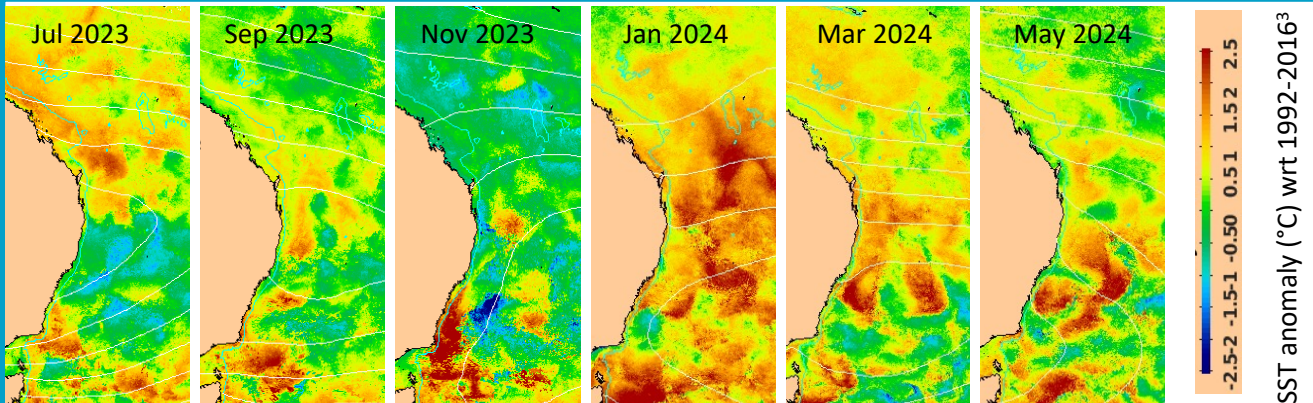 Jul 2023
Sep 2023
Nov 2023
Jan 2024
Mar 2024
May 2024
-2.5-2 -1.5-1 -0.50 0.51 1.52 2.5
SST anomaly (°C) wrt 1992-2016³